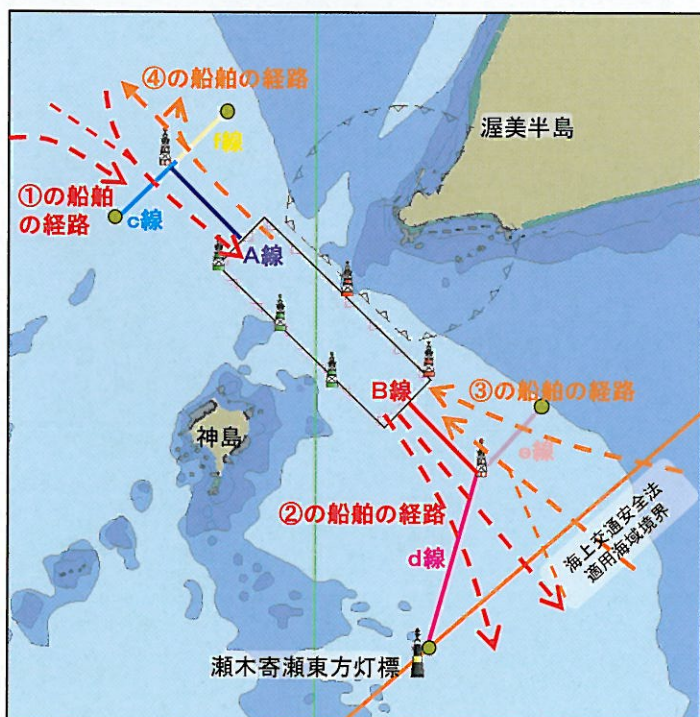 ④の船舶の経路
渥美半島
f線
①の船舶
の経路
c線
A線
B線
③の船舶の経路
神島
e線
②の船舶の経路
海上交通安全法
適用海域境界
d線
瀬木寄瀬東方灯標